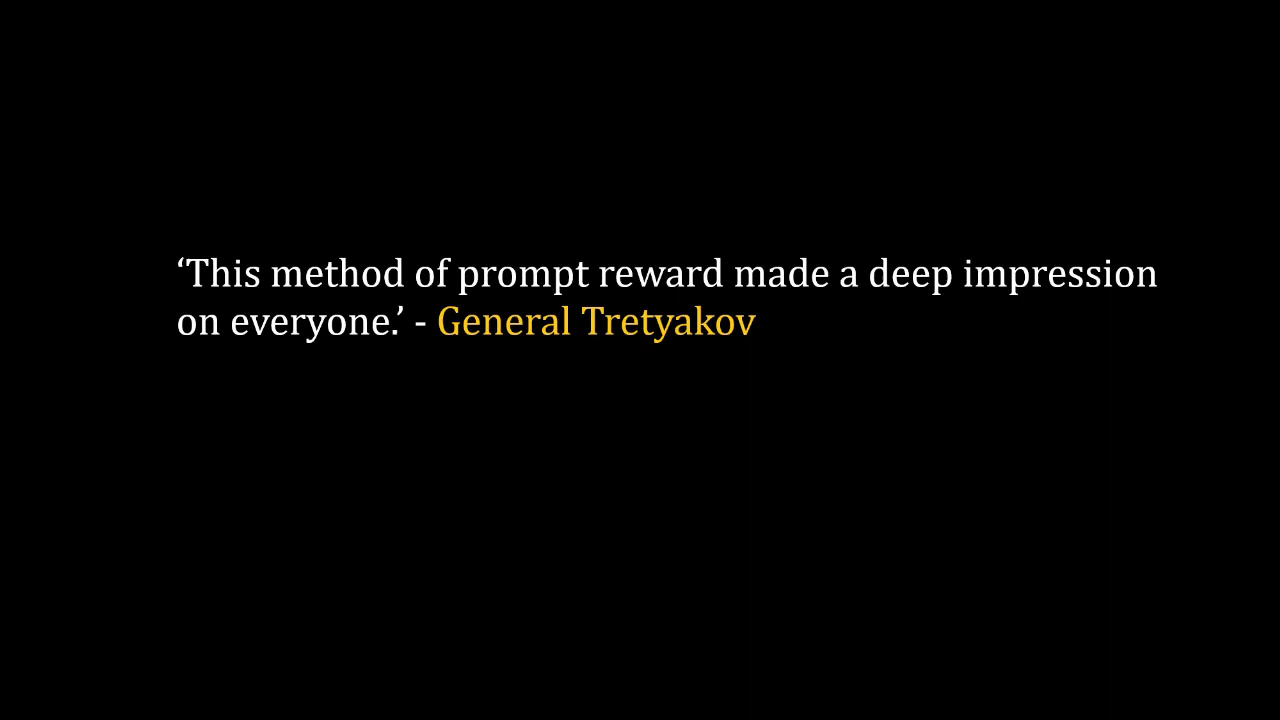 ‘This method of prompt reward made a deep impression
on everyone.’ - General Tretyakov